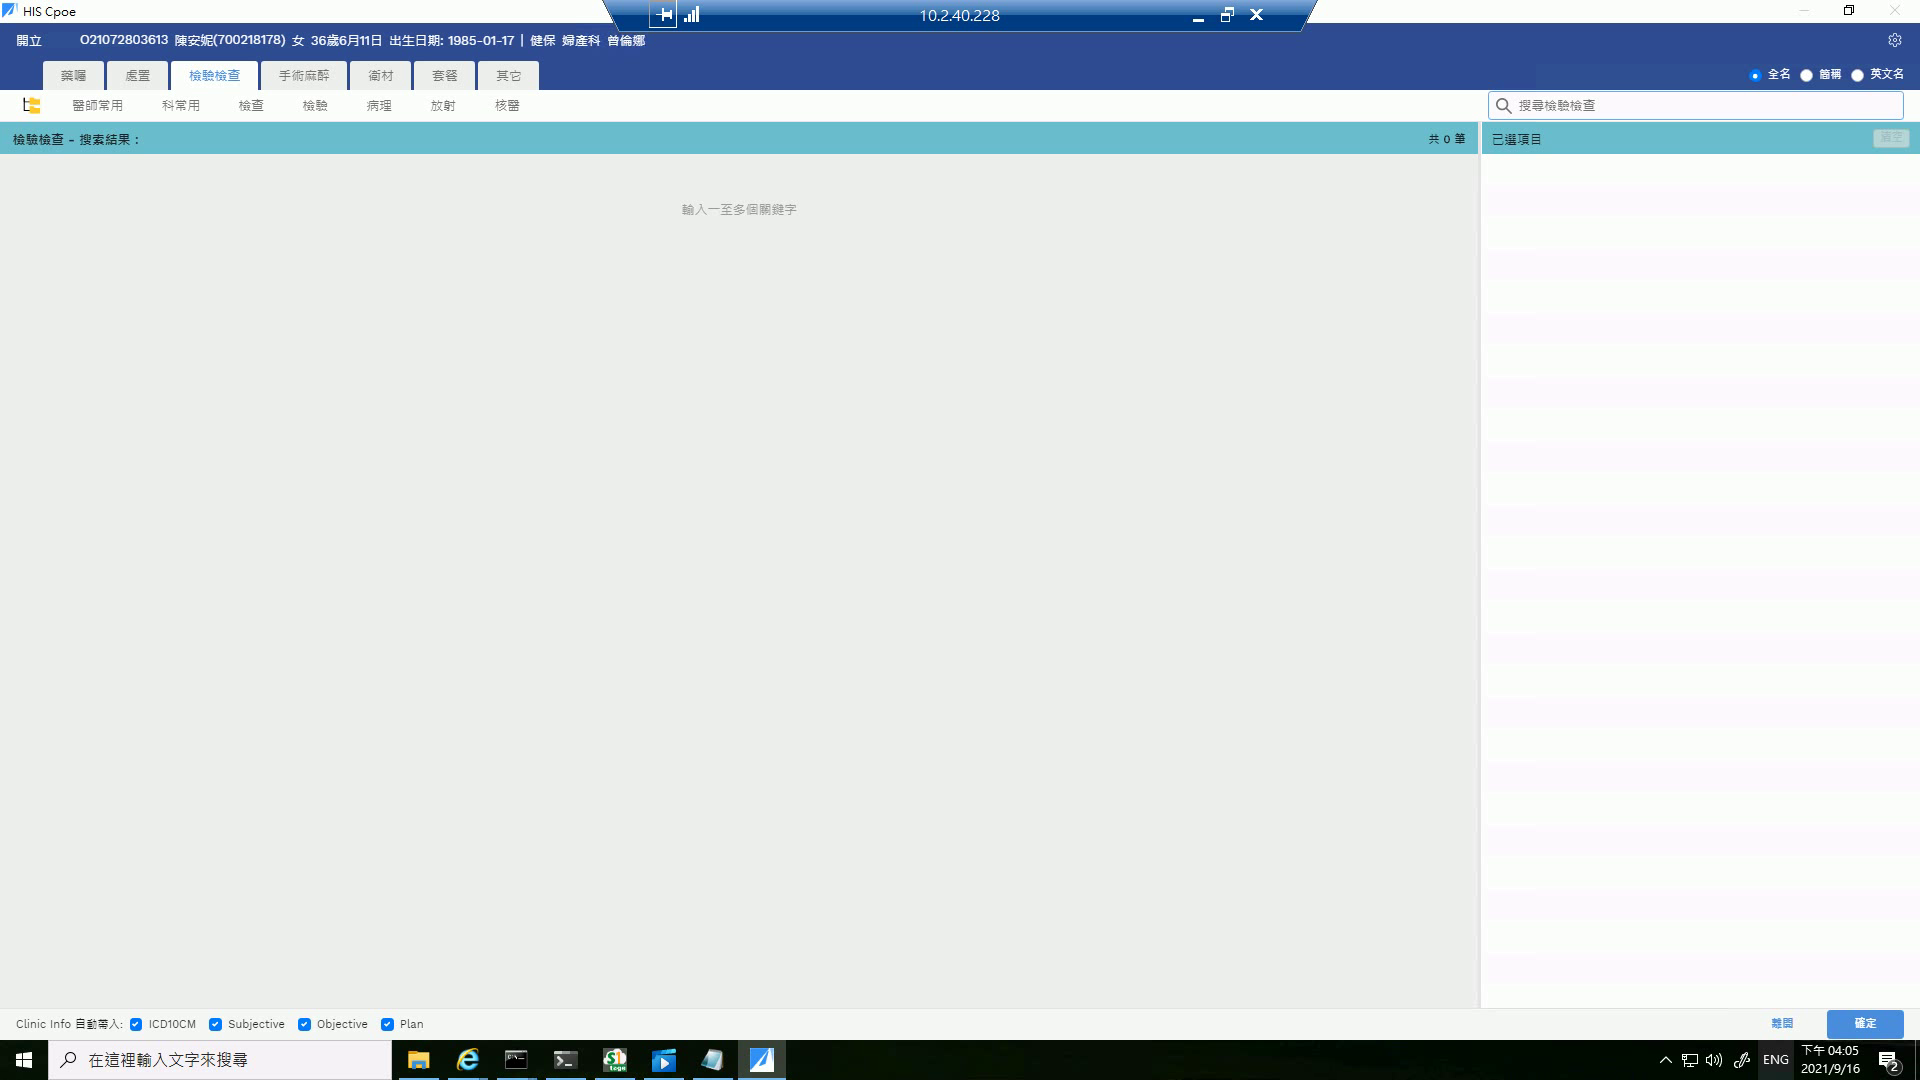 HIS Cpoe
10.2.40.228
開立 O21072803613 陳安妮(700218178) 女 36歲6月11日 出生日期: 1985-01-17 | 健保 婦產科 曾倫娜
藥囑 處置 檢驗檢查 手術麻醉 衛材 套餐 其它
全名 簡稱 英文名
醫師常用 科常用 檢查 檢驗 病理 放射 核醫
搜尋檢驗檢查
檢驗檢查 - 搜索結果 :
共 0 筆
已選項目
清空
輸入一至多個關鍵字
Clinic Info 自動帶入: ICD10CM Subjective Objective Plan
離開
確定
在這裡輸入文字來搜尋
ENG
下午 04:05
2021/9/16
2